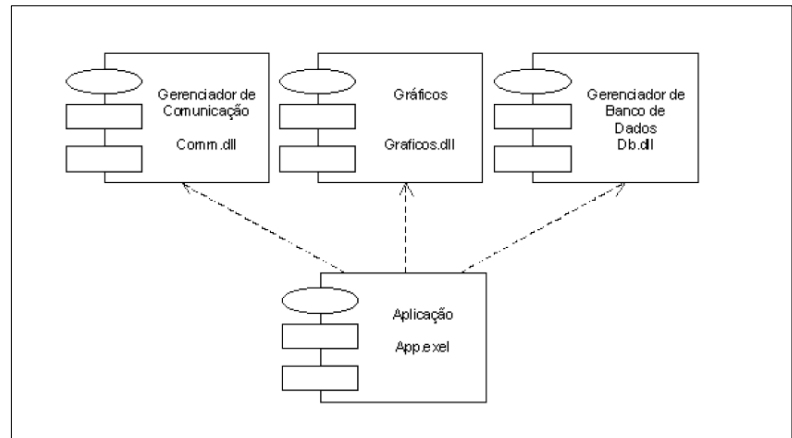 Gerenciador de
Comunicação
Comm.dll
Gráficos
Graficos.dll
Gerenciador de
Banco de
Dados
Db.dll
Aplicação
App.exel